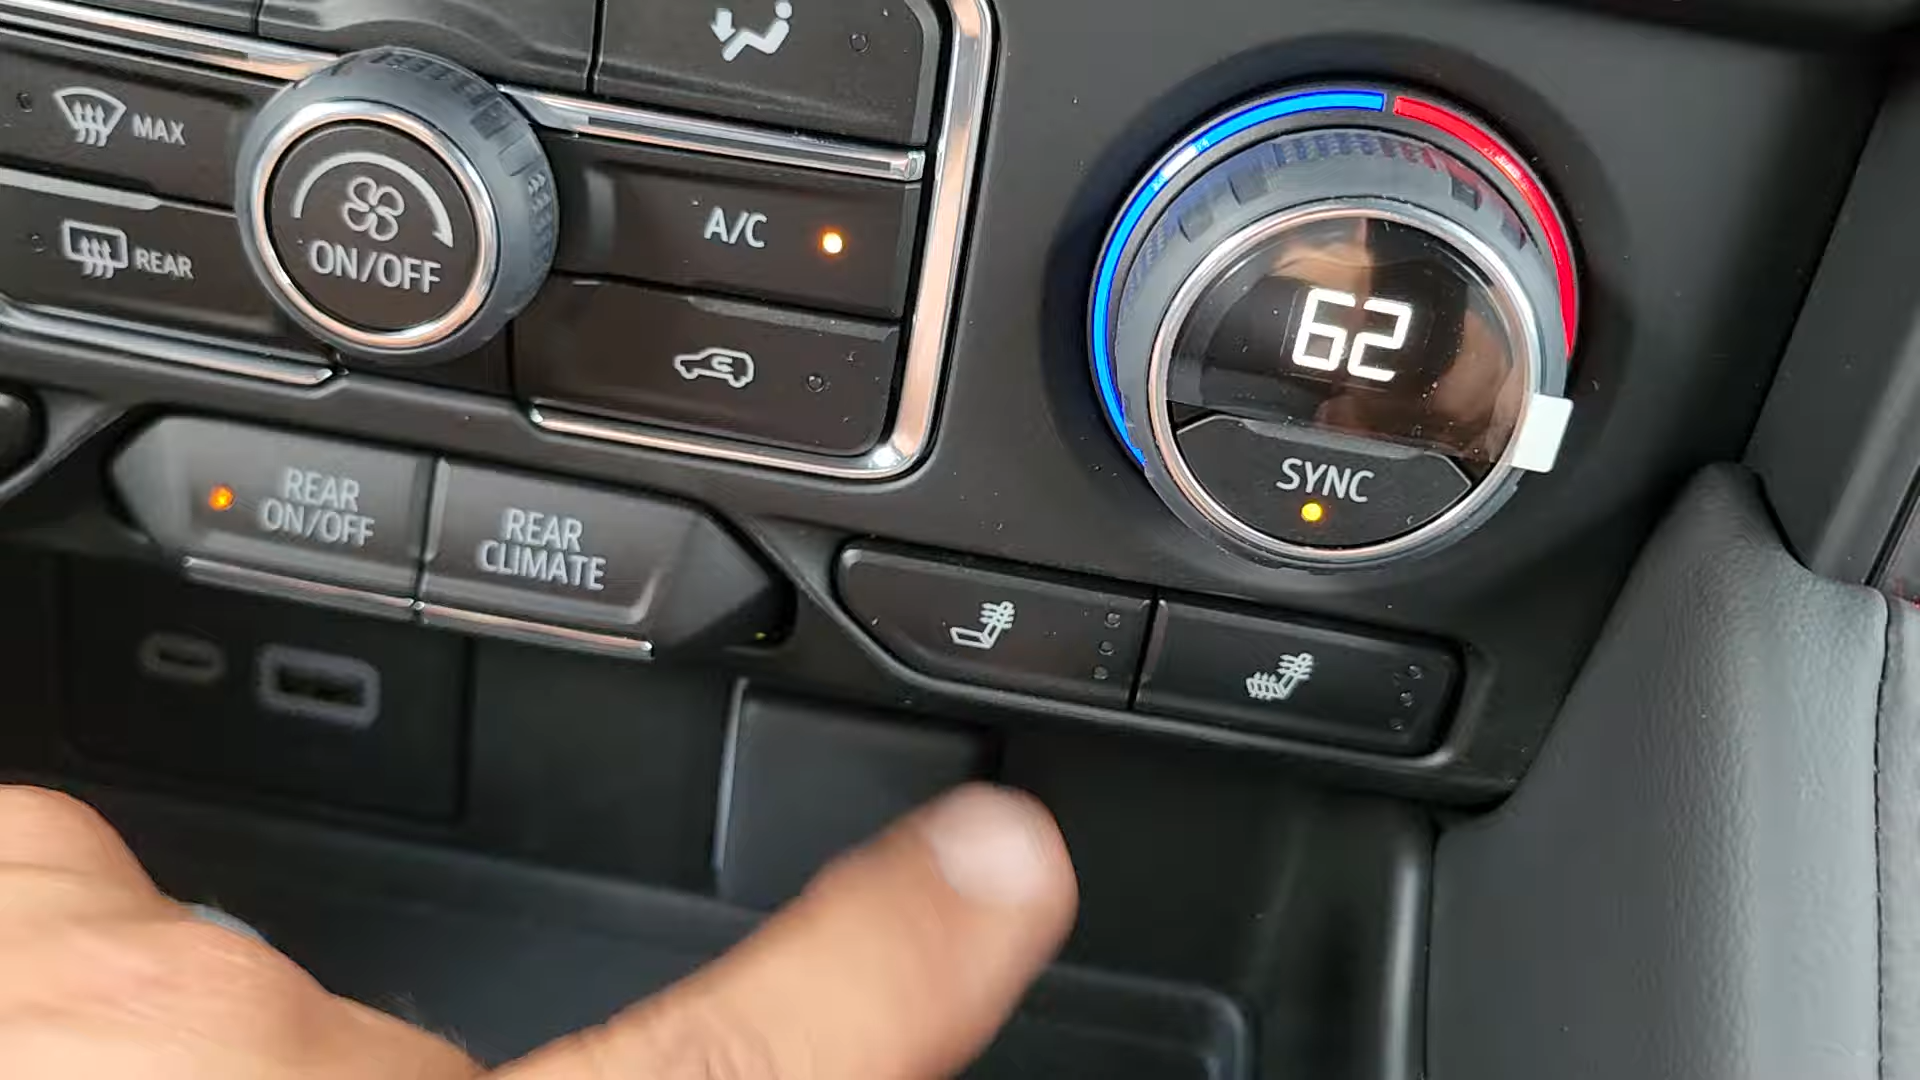 MAX
REAR
ON/OFF
A/C
62
SYNC
REAR
ON/OFF
REAR
CLIMATE